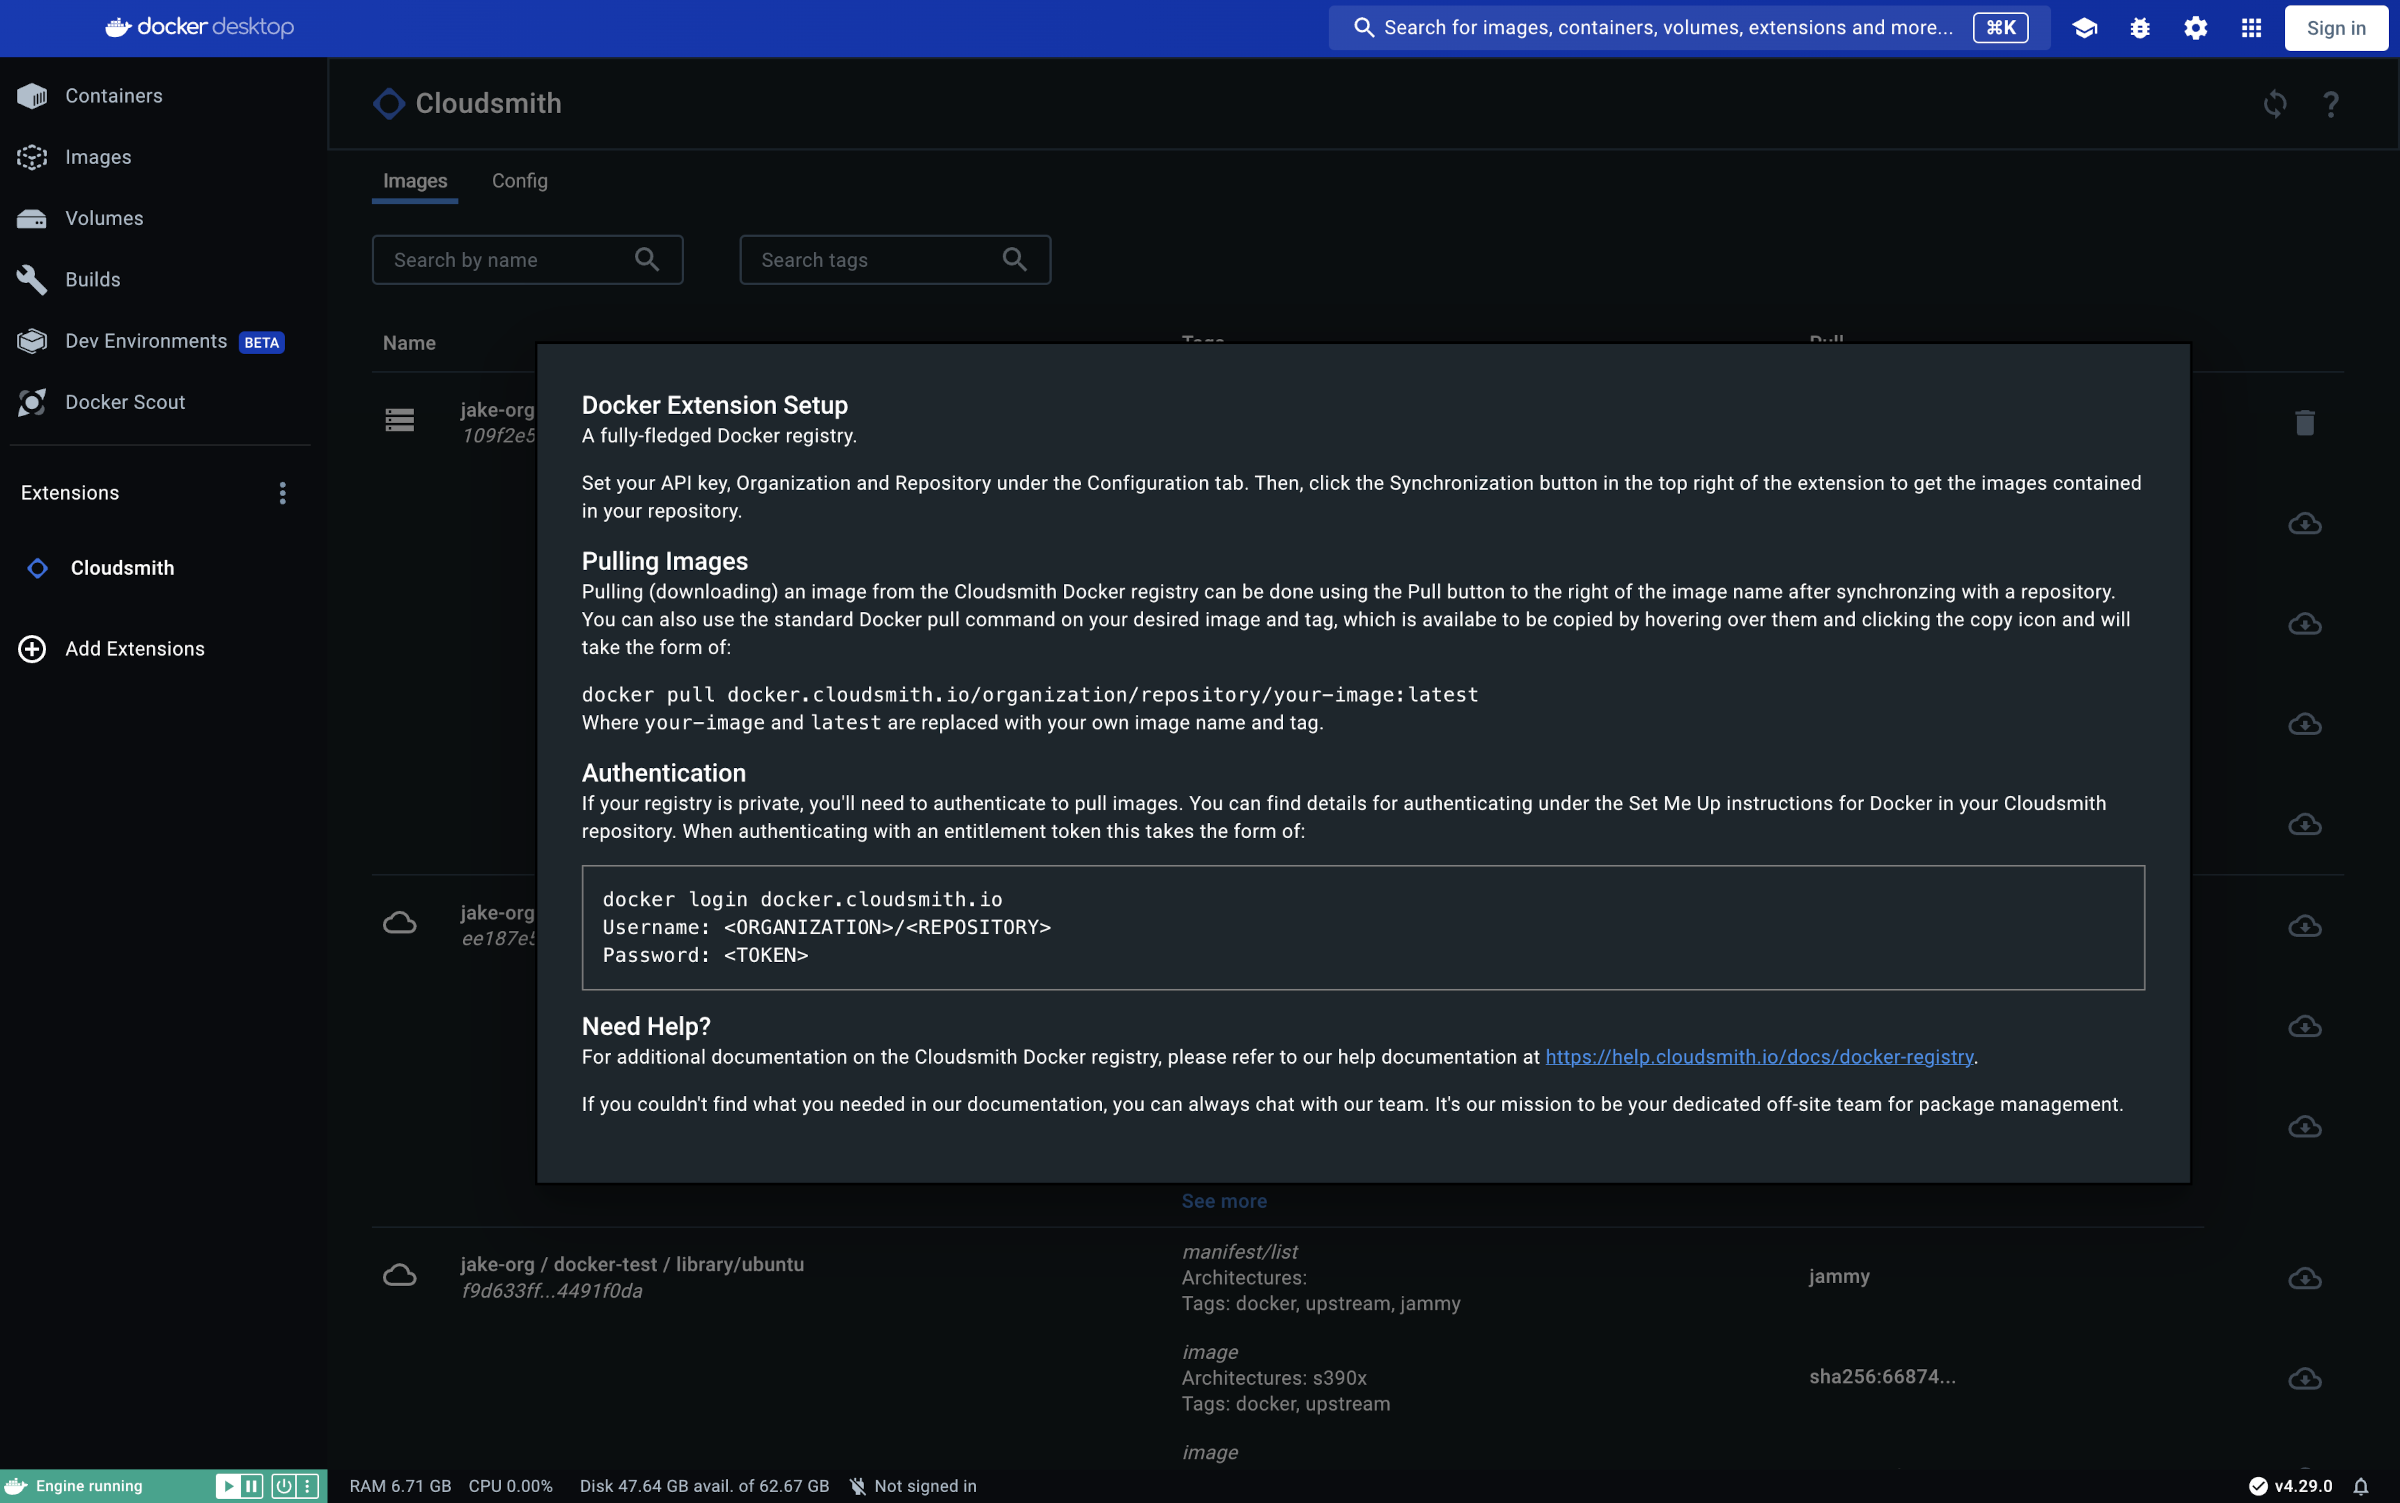 docker desktop
Search for images, containers, volumes, extensions and more...
⌘K
Sign in
Containers
Images
Volumes
Builds
Dev Environments BETA
Docker Scout
Extensions
Cloudsmith
Add Extensions
Cloudsmith
?
Images Config
Search by name
Search tags
Name Tags Pull
jake-org
109f2e5
Docker Extension Setup
A fully-fledged Docker registry.
Set your API key, Organization and Repository under the Configuration tab. Then, click the Synchronization button in the top right of the extension to get the images contained
in your repository.
Pulling Images
Pulling (downloading) an image from the Cloudsmith Docker registry can be done using the Pull button to the right of the image name after synchronzing with a repository.
You can also use the standard Docker pull command on your desired image and tag, which is availabe to be copied by hovering over them and clicking the copy icon and will
take the form of:
docker pull docker.cloudsmith.io/organization/repository/your-image:latest
Where your-image and latest are replaced with your own image name and tag.
Authentication
If your registry is private, you'll need to authenticate to pull images. You can find details for authenticating under the Set Me Up instructions for Docker in your Cloudsmith
repository. When authenticating with an entitlement token this takes the form of:
docker login docker.cloudsmith.io
Username: <ORGANIZATION>/<REPOSITORY>
Password: <TOKEN>
Need Help?
For additional documentation on the Cloudsmith Docker registry, please refer to our help documentation at https://help.cloudsmith.io/docs/docker-registry.
If you couldn't find what you needed in our documentation, you can always chat with our team. It's our mission to be your dedicated off-site team for package management.
jake-org
ee187e5
See more
jake-org / docker-test / library/ubuntu
f9d633ff...4491f0da
manifest/list
Architectures:
Tags: docker, upstream, jammy
jammy
image
Architectures: s390x
Tags: docker, upstream
sha256:66874...
image
Engine running
RAM 6.71 GB CPU 0.00% Disk 47.64 GB avail. of 62.67 GB Not signed in
v4.29.0